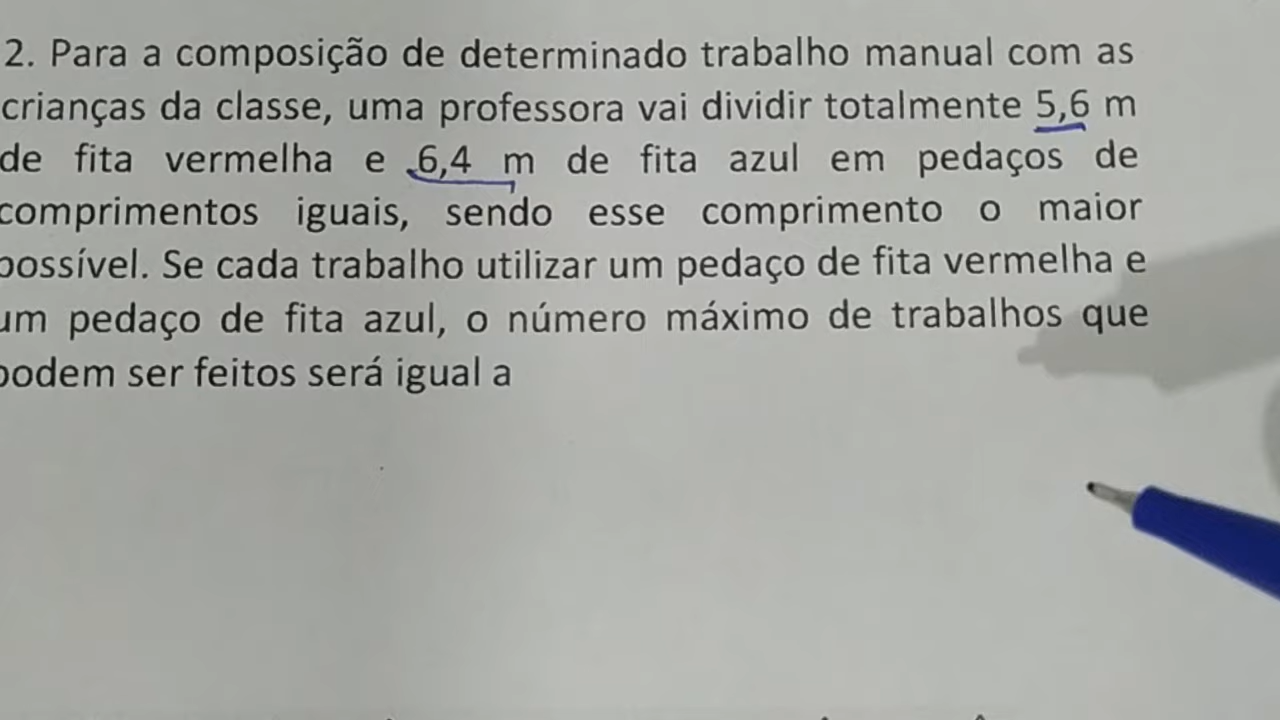 2. Para a composição de determinado trabalho manual com as
crianças da classe, uma professora vai dividir totalmente 5,6 m
de fita vermelha e 6,4 m de fita azul em pedaços de
comprimentos iguais, sendo esse comprimento o maior
possível. Se cada trabalho utilizar um pedaço de fita vermelha e
um pedaço de fita azul, o número máximo de trabalhos que
podem ser feitos será igual a